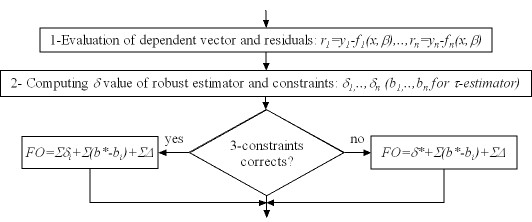 1-Evaluation of dependent vector and residuals: r₁=y₁-f₁(x,β),..,rₙ=yₙ-fₙ(x,β)
2- Computing δ value of robust estimator and constraints: δ₁,..,δₙ (b₁,..,bₙ for τ-estimator)
yes
no
FO=Σδᵢ+Σ(b*-bᵢ)+ΣΔ
3-constraints
corrects?
FO=δ*+Σ(b*-bᵢ)+ΣΔ